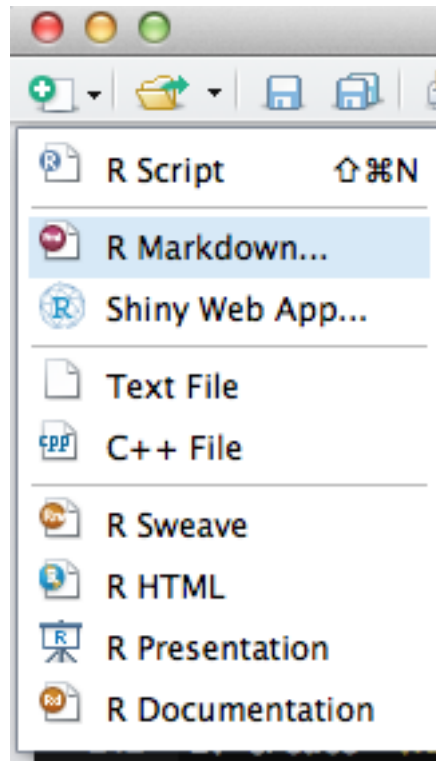 R Script ⇧⌘N
R Markdown...
Shiny Web App...
Text File
C++ File
R Sweave
R HTML
R Presentation
R Documentation